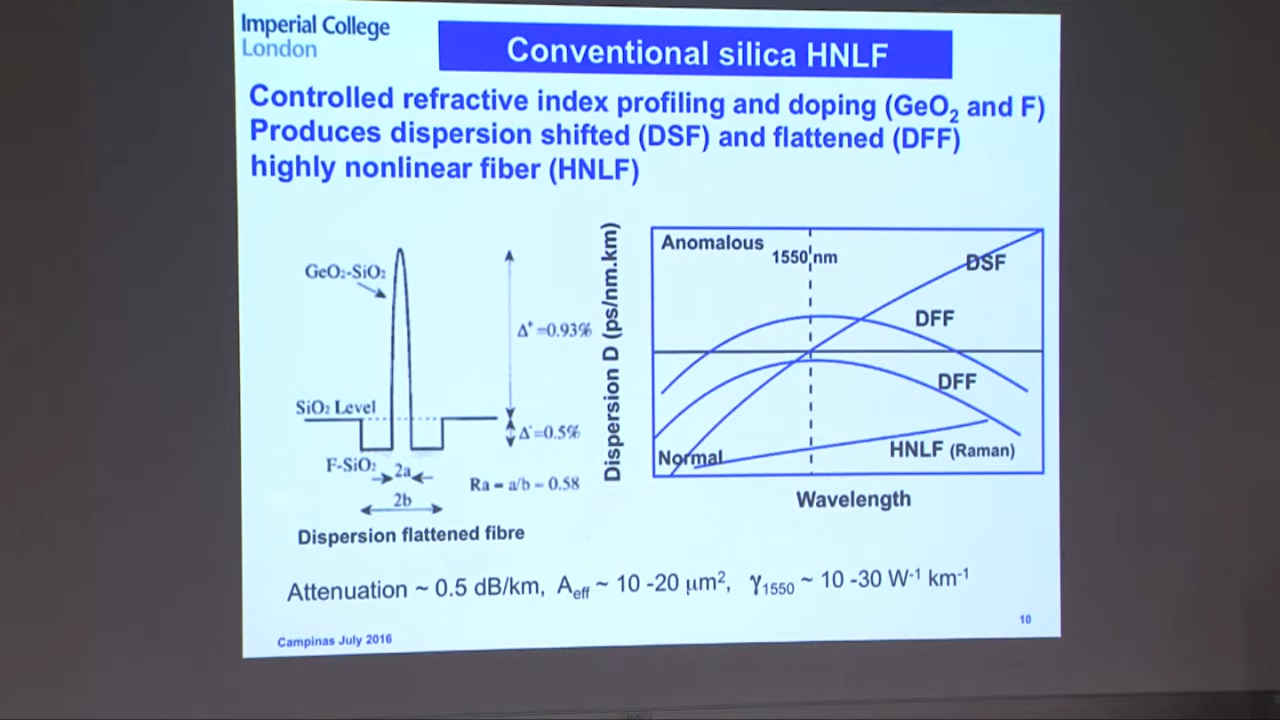 Imperial College
London
Conventional silica HNLF
Controlled refractive index profiling and doping (GeO₂ and F)
Produces dispersion shifted (DSF) and flattened (DFF)
highly nonlinear fiber (HNLF)
GeO₂-SiO₂
Δ⁺=0.93%
SiO₂ Level
Δ⁻=0.5%
F-SiO₂
2a
2b
Ra = a/b = 0.58
Dispersion flattened fibre
Dispersion D (ps/nm.km)
Anomalous
1550 nm
DSF
DFF
DFF
Normal
HNLF (Raman)
Wavelength
Attenuation ~ 0.5 dB/km, Aeff ~ 10 -20 μm², γ1550 ~ 10 -30 W⁻¹ km⁻¹
Campinas July 2016
10